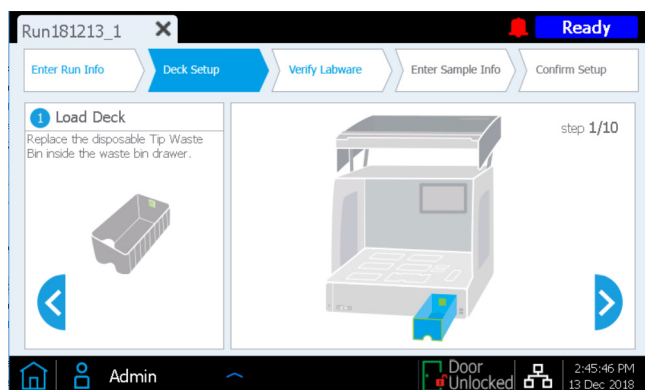 Run181213_1
Ready
Enter Run Info
Deck Setup
Verify Labware
Enter Sample Info
Confirm Setup
1 Load Deck
Replace the disposable Tip Waste
Bin inside the waste bin drawer.
step 1/10
Admin
Door
Unlocked
2:45:46 PM
13 Dec 2018